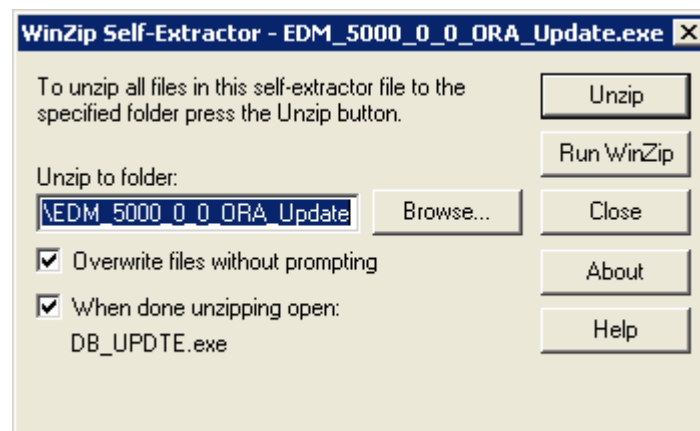 WinZip Self-Extractor - EDM_5000_0_0_ORA_Update.exe
To unzip all files in this self-extractor file to the
specified folder press the Unzip button.
Unzip to folder:
\EDM_5000_0_0_ORA_Update
Browse...
Overwrite files without prompting
When done unzipping open:
DB_UPDTE.exe
Unzip
Run WinZip
Close
About
Help